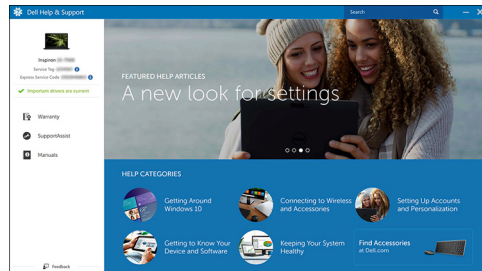 Dell Help & Support
Search
Inspiron
Service Tag
Express Service Code
Important drivers are current
Warranty
SupportAssist
Manuals
Feedback
FEATURED HELP ARTICLES
A new look for settings
HELP CATEGORIES
Getting Around
Windows 10
Connecting to Wireless
and Accessories
Setting Up Accounts
and Personalization
Getting to Know Your
Device and Software
Keeping Your System
Healthy
Find Accessories
at Dell.com